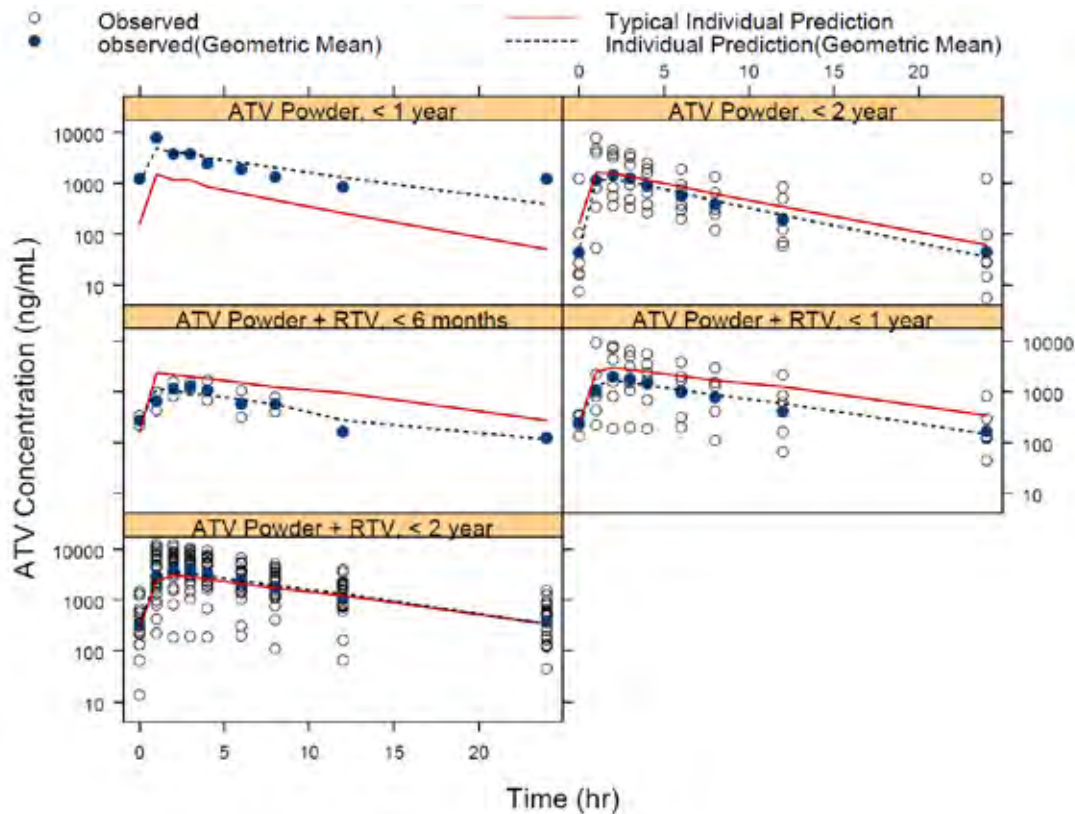 Observed
Typical Individual Prediction
observed(Geometric Mean)
Individual Prediction(Geometric Mean)
0 5 10 15 20
ATV Powder, < 1 year
ATV Powder, < 2 year
10000
1000
100
10
ATV Powder + RTV, < 6 months
ATV Powder + RTV, < 1 year
10000
1000
100
10
ATV Powder + RTV, < 2 year
10000
1000
100
10
0 5 10 15 20
ATV Concentration (ng/mL)
Time (hr)